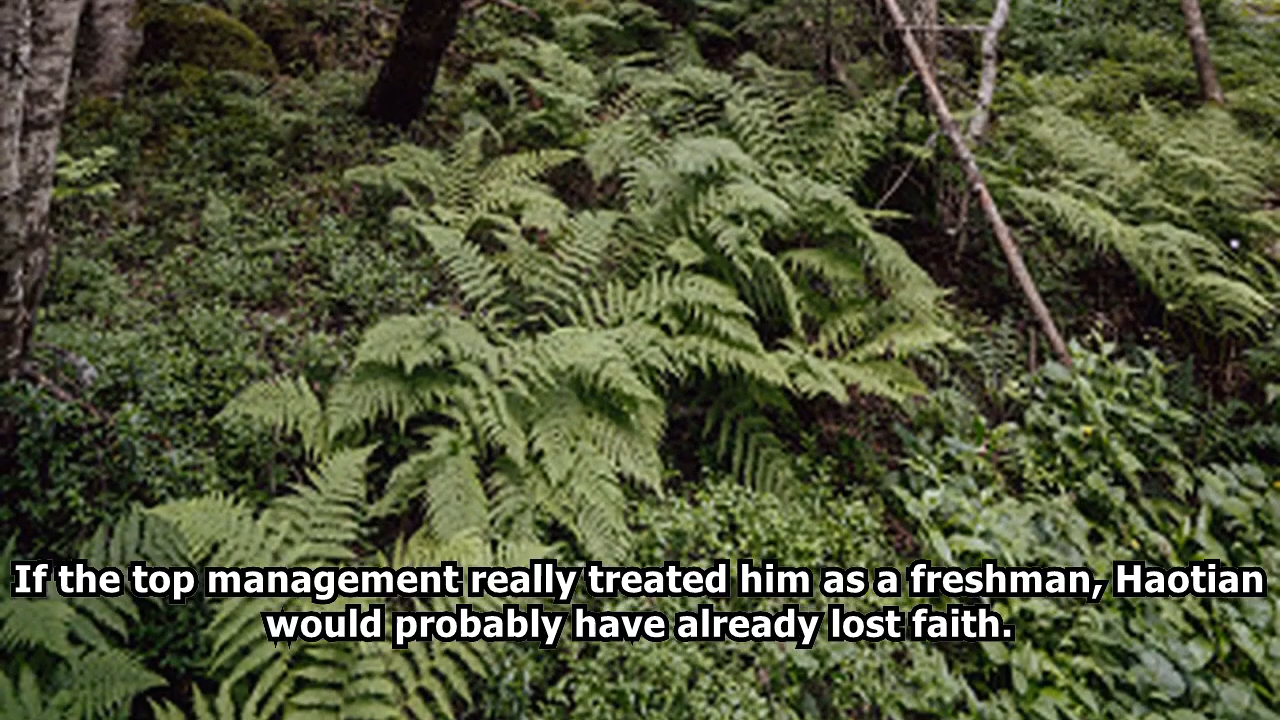 If the top management really treated him as a freshman, Haotian
would probably have already lost faith.